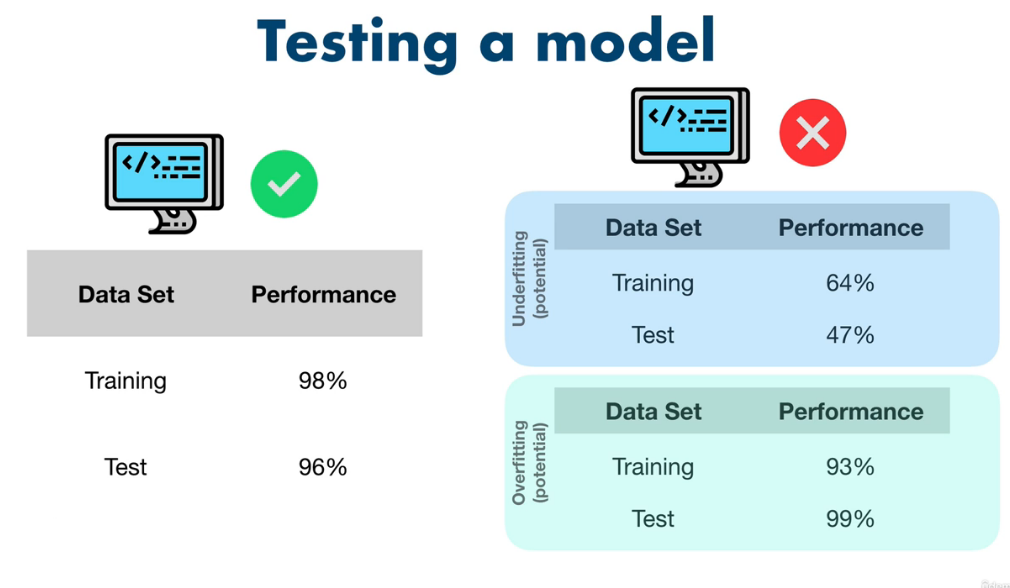 Testing a model
</>
Data Set Performance
Training 98%
Test 96%
</>
Underfitting
(potential)
Data Set Performance
Training 64%
Test 47%
Overfitting
(potential)
Data Set Performance
Training 93%
Test 99%